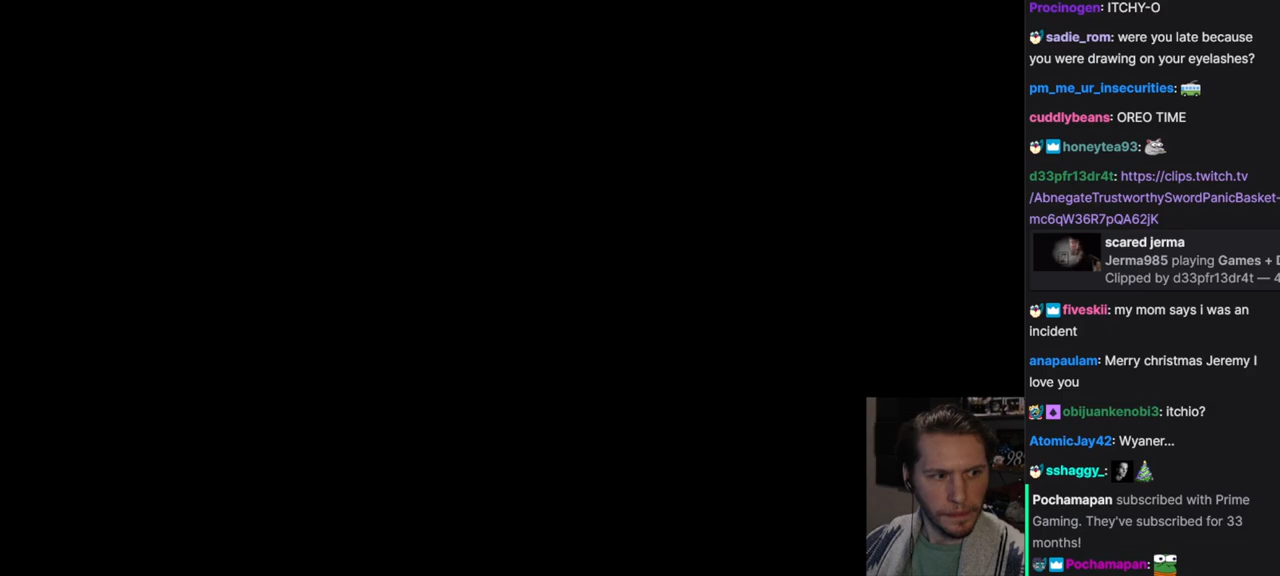 Procinogen: ITCHY-O
sadie_rom: were you late because
you were drawing on your eyelashes?
pm_me_ur_insecurities:
cuddlybeans: OREO TIME
honeytea93:
d33pfr13dr4t: https://clips.twitch.tv
/AbnegateTrustworthySwordPanicBasket-
mc6qW36R7pQA62jK
scared jerma
Jerma985 playing Games + D
Clipped by d33pfr13dr4t — 4
fiveskii: my mom says i was an
incident
anapaulam: Merry christmas Jeremy I
love you
obijuankenobi3: itchio?
AtomicJay42: Wyaner...
sshaggy_:
Pochamapan subscribed with Prime
Gaming. They've subscribed for 33
months!
Pochamapan:
985